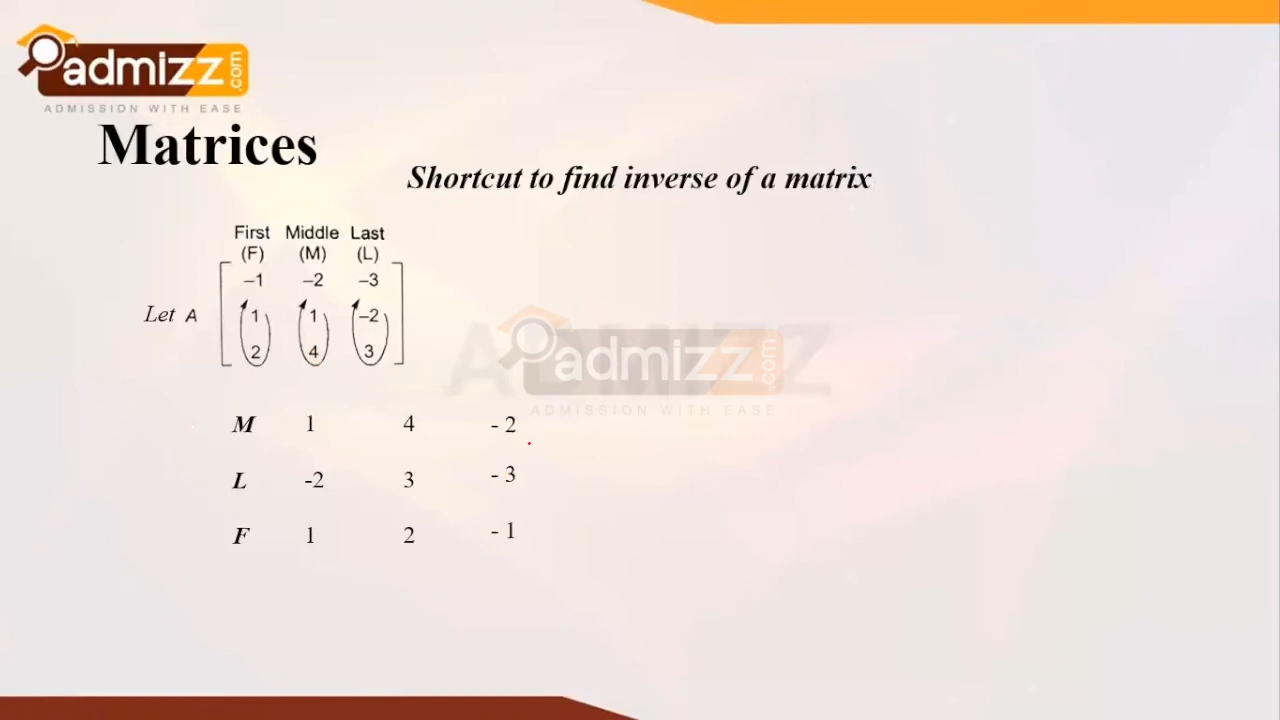 admizz.com
ADMISSION WITH EASE
Matrices
Shortcut to find inverse of a matrix
First Middle Last
(F) (M) (L)
–1 –2 –3
Let A 1 1 –2
2 4 3
ADMIZZ
admizz.com
ADMISSION WITH EASE
M 1 4 - 2
L -2 3 - 3
F 1 2 - 1